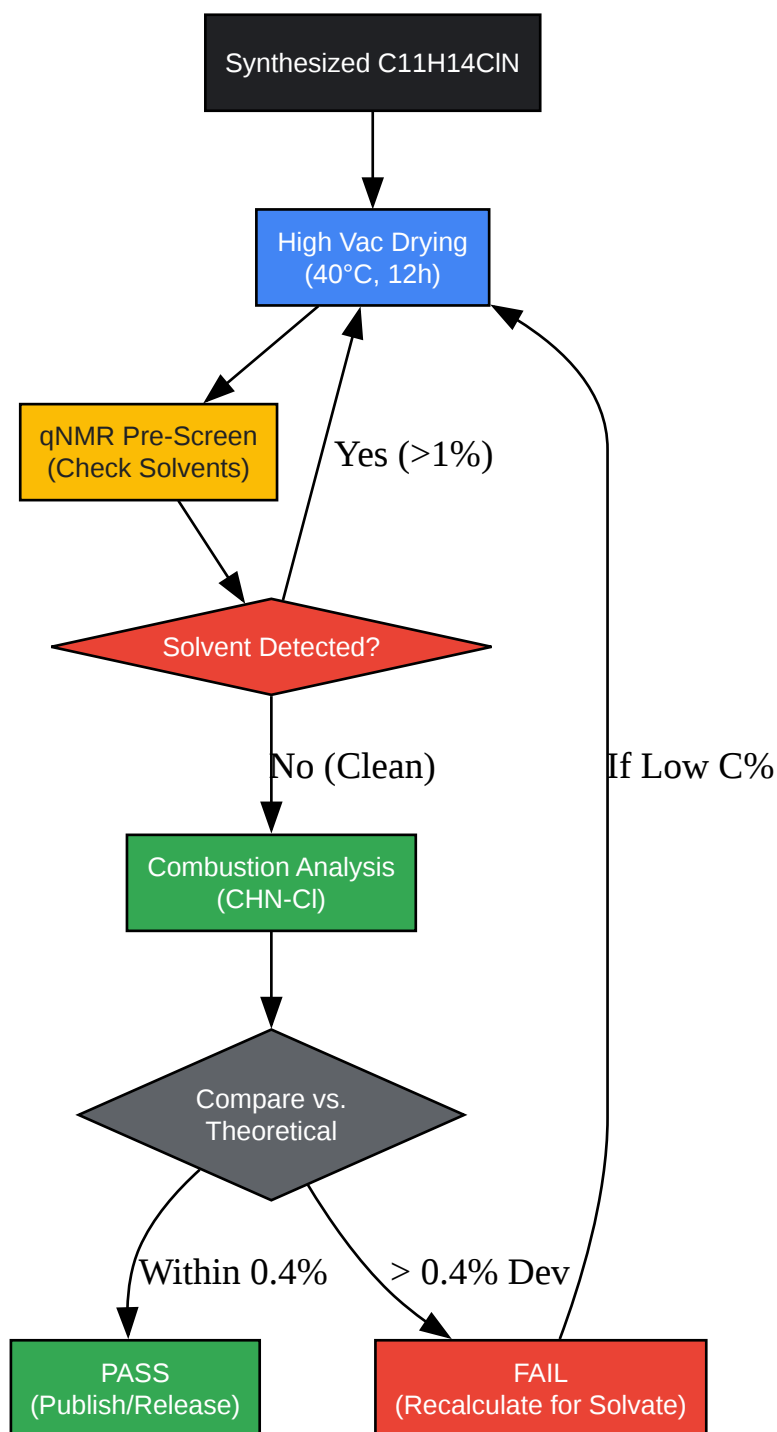 Synthesized C11H14ClN
High Vac Drying
(40°C, 12h)
qNMR Pre-Screen
(Check Solvents)
Yes (>1%)
Solvent Detected?
No (Clean)
If Low C%
Combustion Analysis
(CHN-Cl)
Compare vs.
Theoretical
Within 0.4%
> 0.4% Dev
PASS
(Publish/Release)
FAIL
(Recalculate for Solvate)